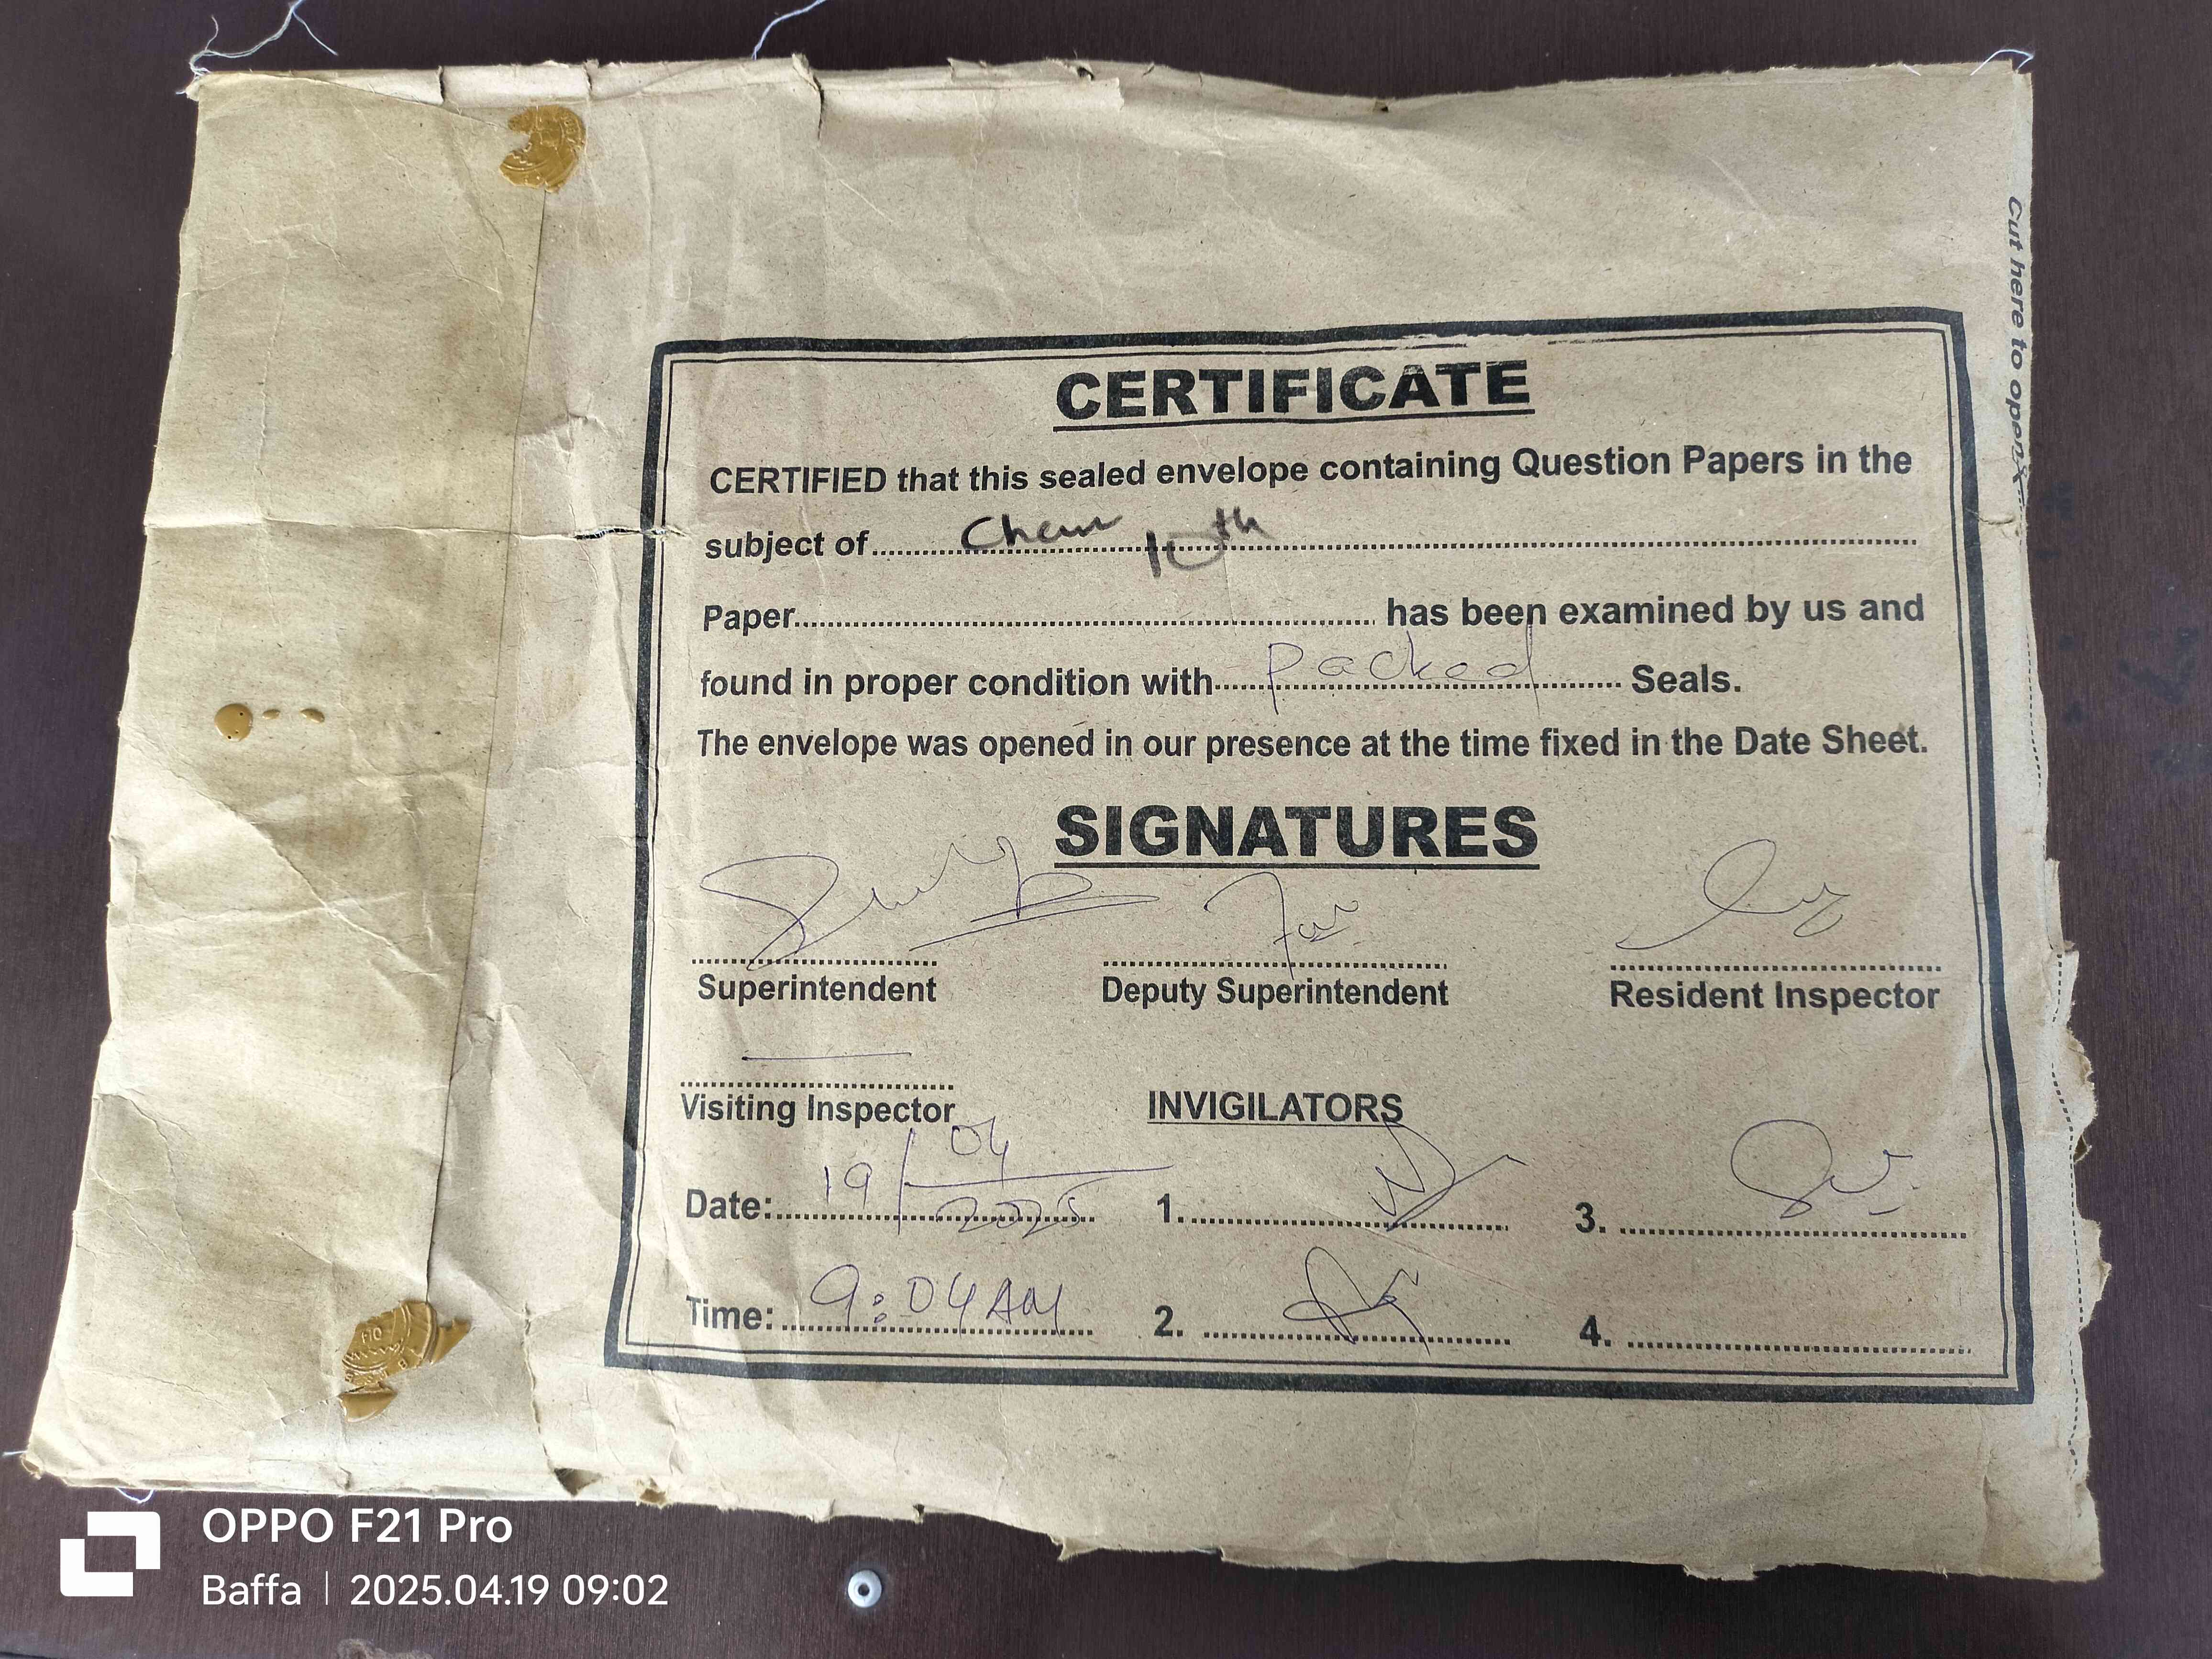 Cut here to open
CERTIFICATE
CERTIFIED that this sealed envelope containing Question Papers in the
subject of Chem 10th
Paper has been examined by us and
found in proper condition with Packed Seals.
The envelope was opened in our presence at the time fixed in the Date Sheet.
SIGNATURES
Superintendent Deputy Superintendent Resident Inspector
Visiting Inspector INVIGILATORS
Date: 19/04/2025 1. 3.
Time: 9:04 AM 2. 4.
OPPO F21 Pro
Baffa | 2025.04.19 09:02